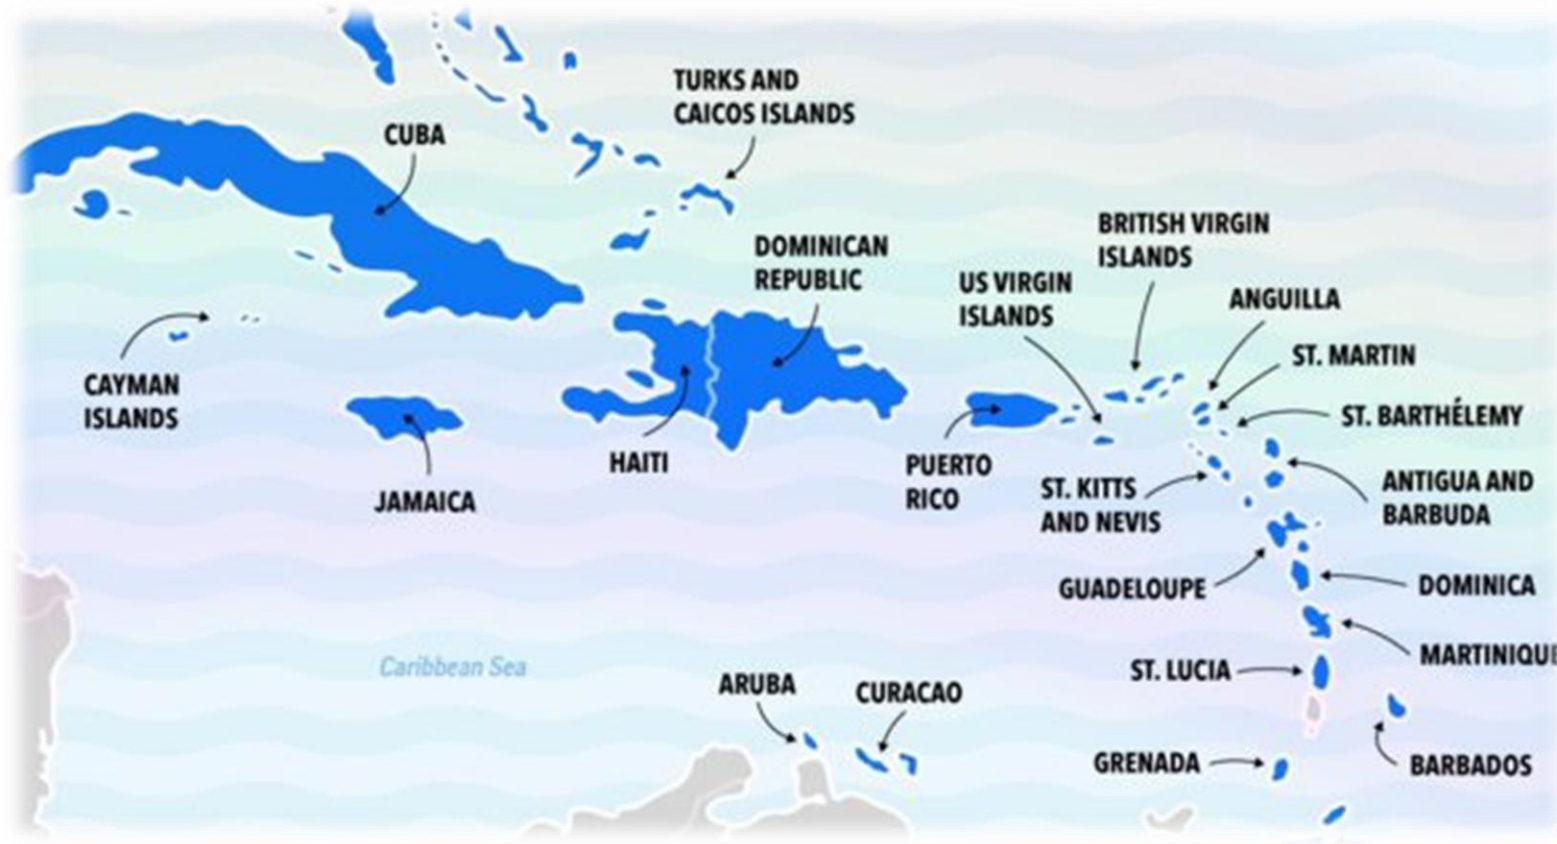 TURKS AND
CAICOS ISLANDS
CUBA
DOMINICAN
REPUBLIC
BRITISH VIRGIN
ISLANDS
US VIRGIN
ISLANDS
ANGUILLA
ST. MARTIN
CAYMAN
ISLANDS
ST. BARTHÉLEMY
HAITI
JAMAICA
PUERTO
RICO
ST. KITTS
AND NEVIS
ANTIGUA AND
BARBUDA
GUADELOUPE
DOMINICA
MARTINIQUE
Caribbean Sea
ST. LUCIA
ARUBA
CURACAO
GRENADA
BARBADOS